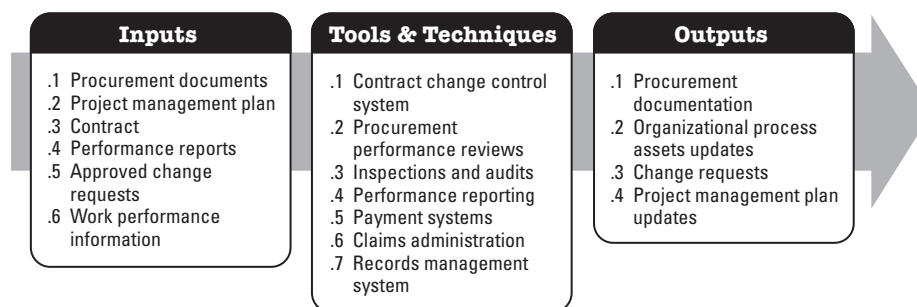 Inputs
.1 Procurement documents
.2 Project management plan
.3 Contract
.4 Performance reports
.5 Approved change
requests
.6 Work performance
information
Tools & Techniques
.1 Contract change control
system
.2 Procurement
performance reviews
.3 Inspections and audits
.4 Performance reporting
.5 Payment systems
.6 Claims administration
.7 Records management
system
Outputs
.1 Procurement
documentation
.2 Organizational process
assets updates
.3 Change requests
.4 Project management plan
updates